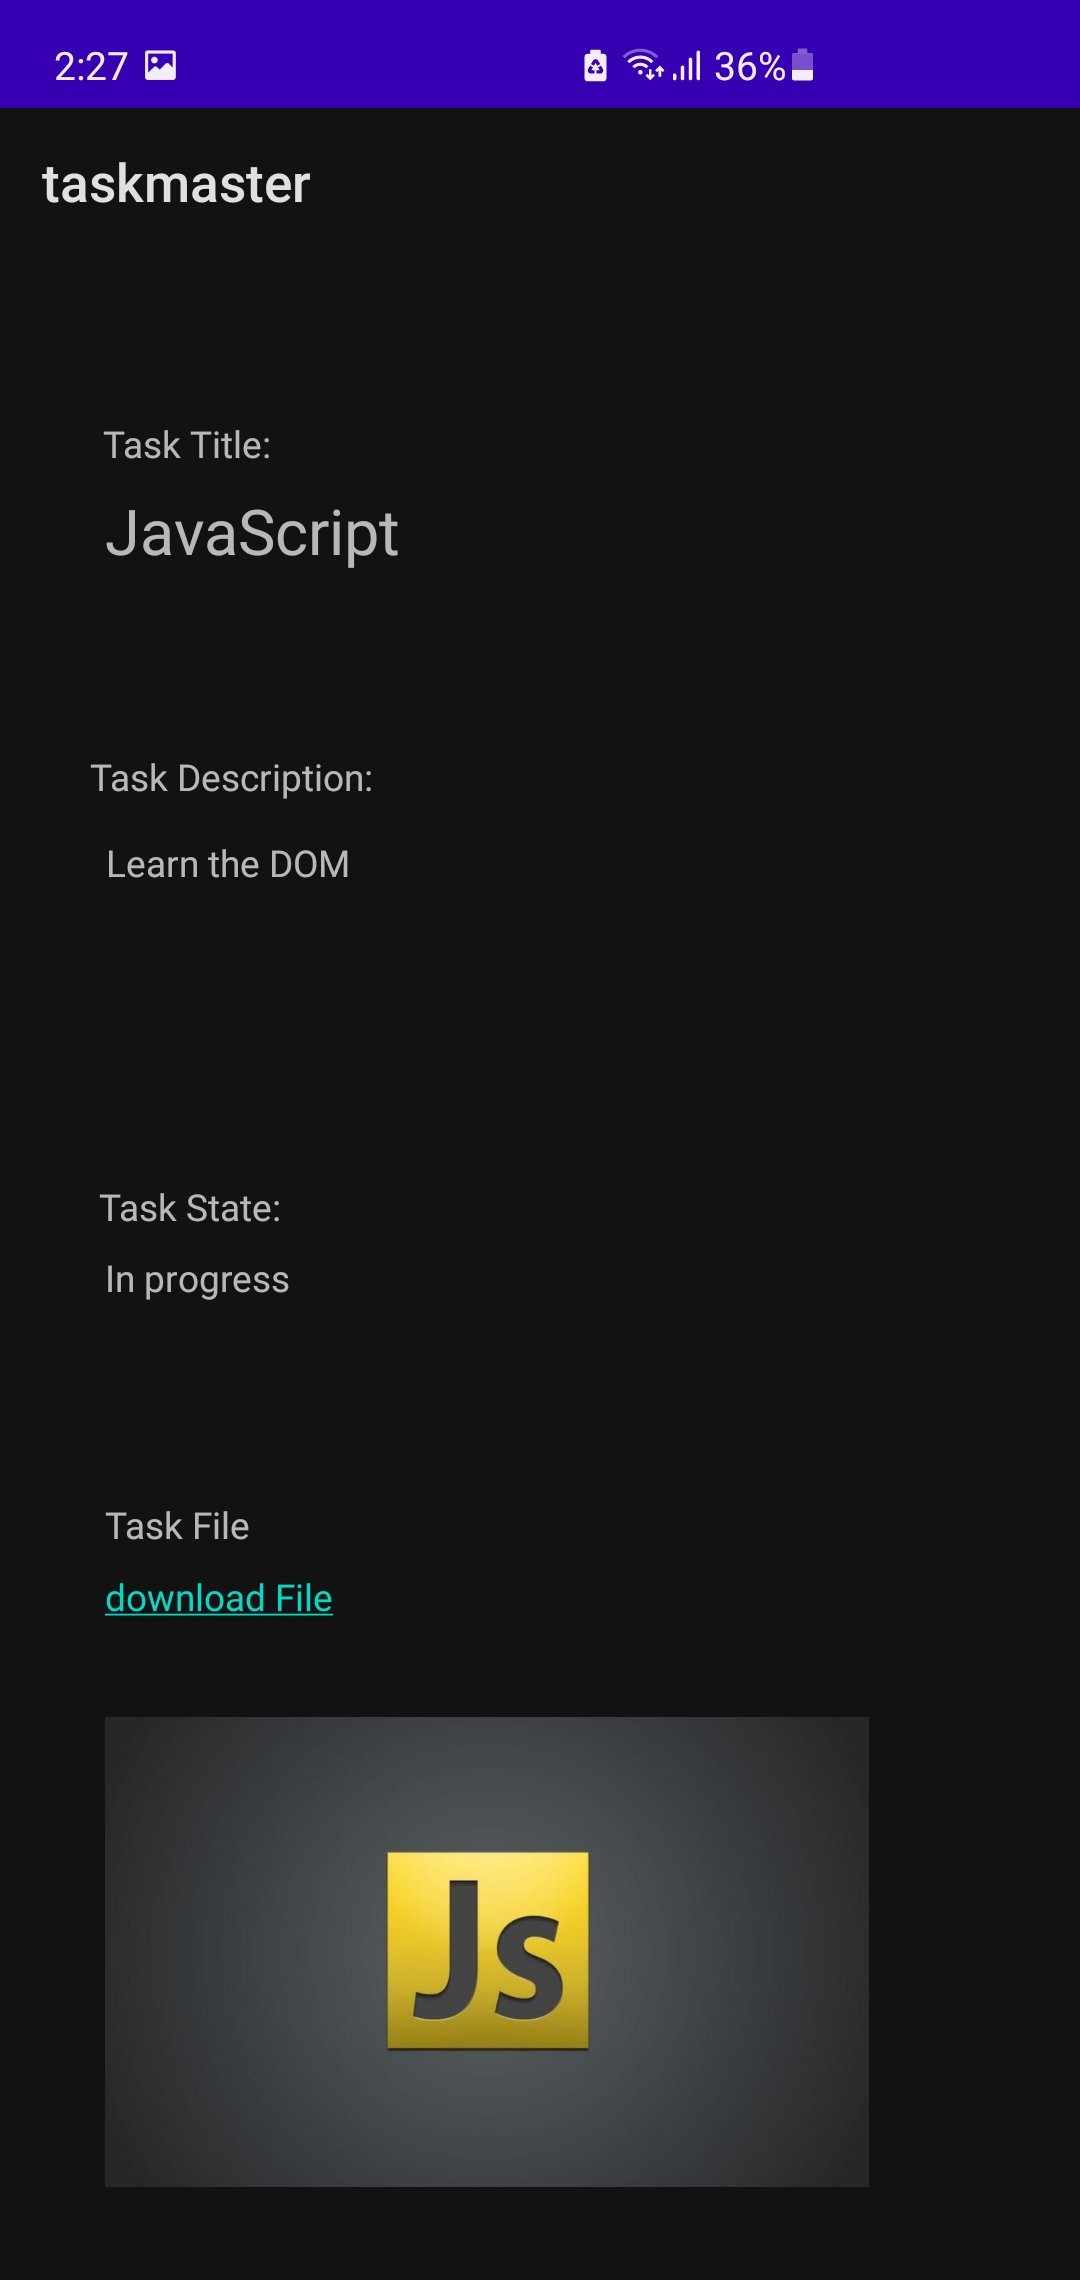 2:27 36%
taskmaster
Task Title:
JavaScript
Task Description:
Learn the DOM
Task State:
In progress
Task File
download File
Js